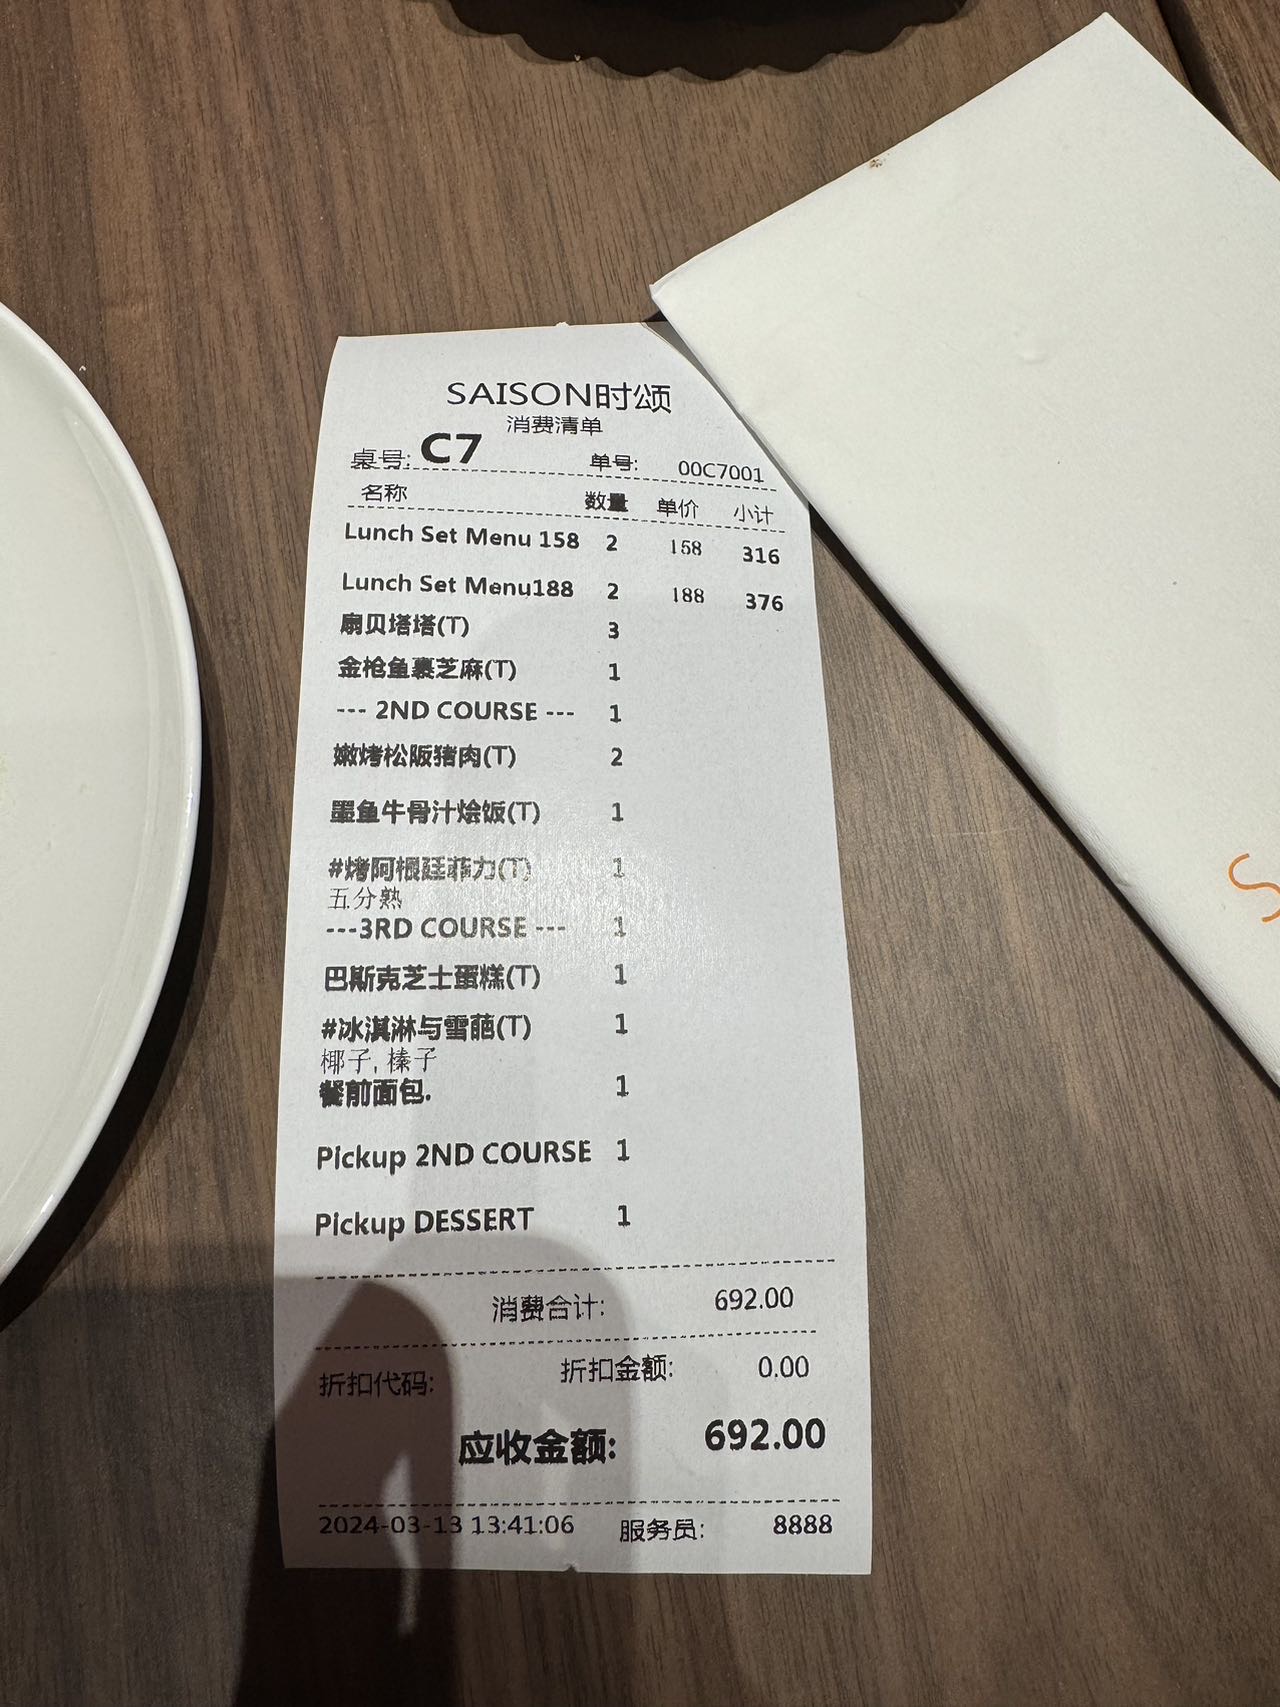 SAISON时颂
消费清单
桌号: C7 单号: 00C7001
名称 数量 单价 小计
Lunch Set Menu 158 2 158 316
Lunch Set Menu188 2 188 376
扇贝塔塔(T) 3
金枪鱼裹芝麻(T) 1
--- 2ND COURSE --- 1
嫩烤松阪猪肉(T) 2
墨鱼牛骨汁烩饭(T) 1
#烤阿根廷菲力(T) 1
五分熟
---3RD COURSE --- 1
巴斯克芝士蛋糕(T) 1
#冰淇淋与雪葩(T) 1
椰子, 榛子
餐前面包. 1
Pickup 2ND COURSE 1
Pickup DESSERT 1
消费合计: 692.00
折扣代码: 折扣金额: 0.00
应收金额: 692.00
2024-03-13 13:41:06 服务员: 8888
S